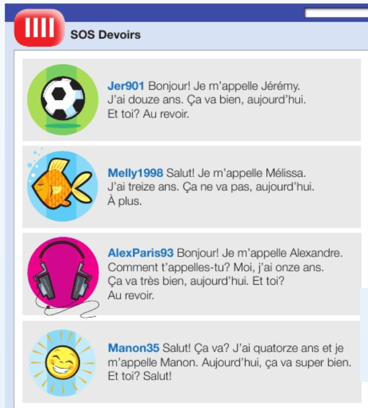 SOS Devoirs
Jer901 Bonjour! Je m'appelle Jérémy.
J'ai douze ans. Ça va bien, aujourd'hui.
Et toi? Au revoir.
Melly1998 Salut! Je m'appelle Mélissa.
J'ai treize ans. Ça ne va pas, aujourd'hui.
À plus.
AlexParis93 Bonjour! Je m'appelle Alexandre.
Comment t'appelles-tu? Moi, j'ai onze ans.
Ça va très bien, aujourd'hui. Et toi?
Au revoir.
Manon35 Salut! Ça va? J'ai quatorze ans et je
m'appelle Manon. Aujourd'hui, ça va super bien.
Et toi? Salut!